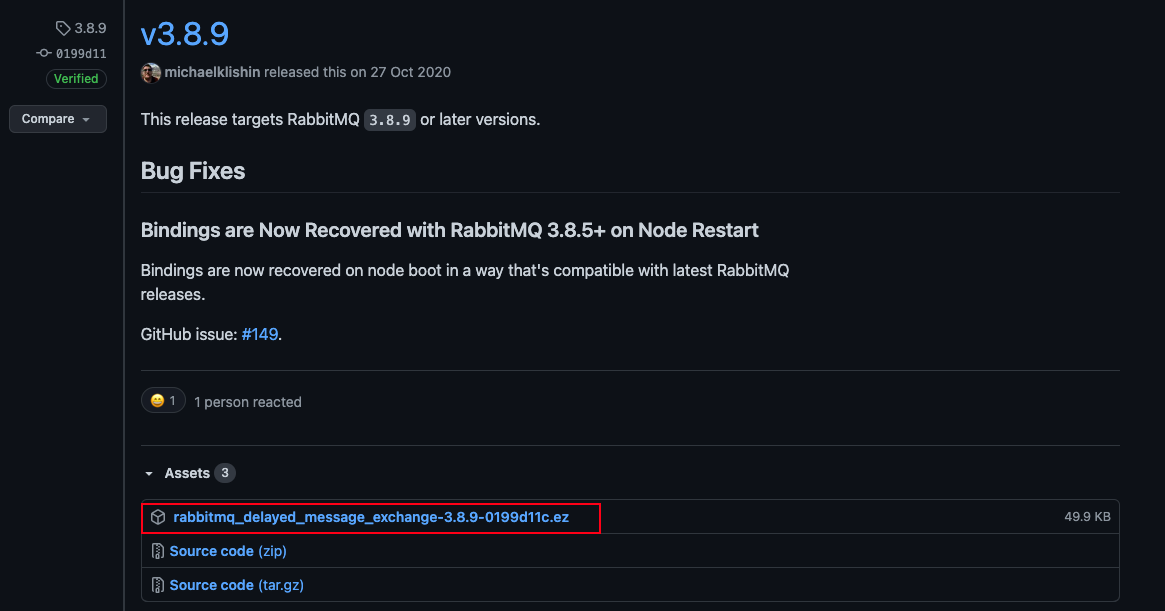 3.8.9
0199d11
Verified
Compare
v3.8.9
michaelklishin released this on 27 Oct 2020
This release targets RabbitMQ 3.8.9 or later versions.
Bug Fixes
Bindings are Now Recovered with RabbitMQ 3.8.5+ on Node Restart
Bindings are now recovered on node boot in a way that's compatible with latest RabbitMQ
releases.
GitHub issue: #149.
😄 1 1 person reacted
Assets 3
rabbitmq_delayed_message_exchange-3.8.9-0199d11c.ez 49.9 KB
Source code (zip)
Source code (tar.gz)